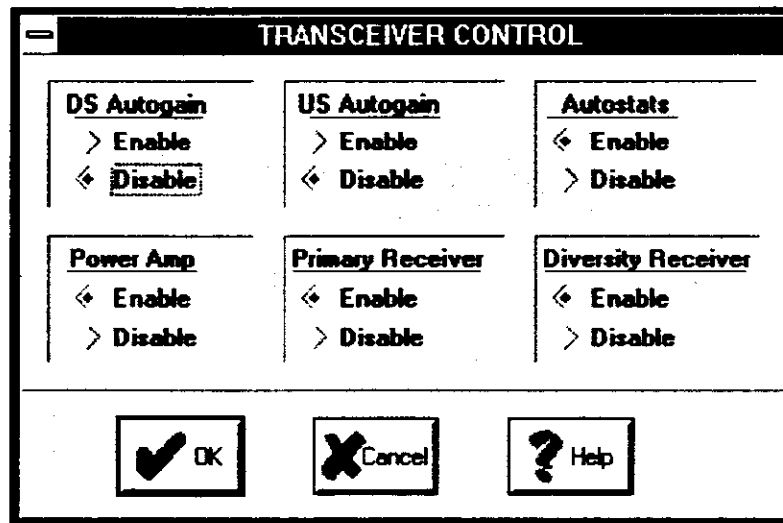 TRANSCEIVER CONTROL
DS Autogain
Enable
Disable
US Autogain
Enable
Disable
Autostats
Enable
Disable
Power Amp
Enable
Disable
Primary Receiver
Enable
Disable
Diversity Receiver
Enable
Disable
OK
Cancel
Help